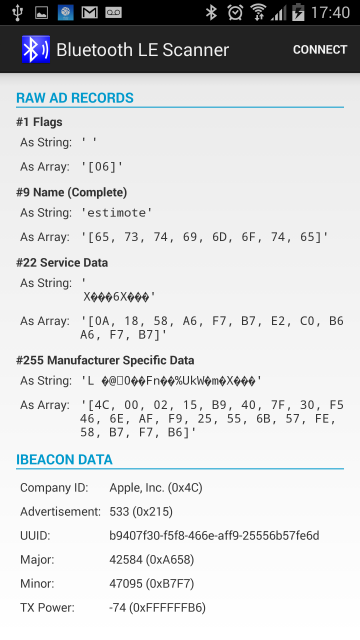 17:40
Bluetooth LE Scanner CONNECT
RAW AD RECORDS
#1 Flags
As String: ' '
As Array: '[06]'
#9 Name (Complete)
As String: 'estimote'
As Array: '[65, 73, 74, 69, 6D, 6F, 74, 65]'
#22 Service Data
As String: '
X���6X���'
As Array: '[0A, 18, 58, A6, F7, B7, E2, C0, B6
A6, F7, B7]'
#255 Manufacturer Specific Data
As String: 'L �@□O��Fn��%UkW�m�X���'
As Array: '[4C, 00, 02, 15, B9, 40, 7F, 30, F5
46, 6E, AF, F9, 25, 55, 6B, 57, FE,
58, B7, F7, B6]'
IBEACON DATA
Company ID: Apple, Inc. (0x4C)
Advertisement: 533 (0x215)
UUID: b9407f30-f5f8-466e-aff9-25556b57fe6d
Major: 42584 (0xA658)
Minor: 47095 (0xB7F7)
TX Power: -74 (0xFFFFFFB6)